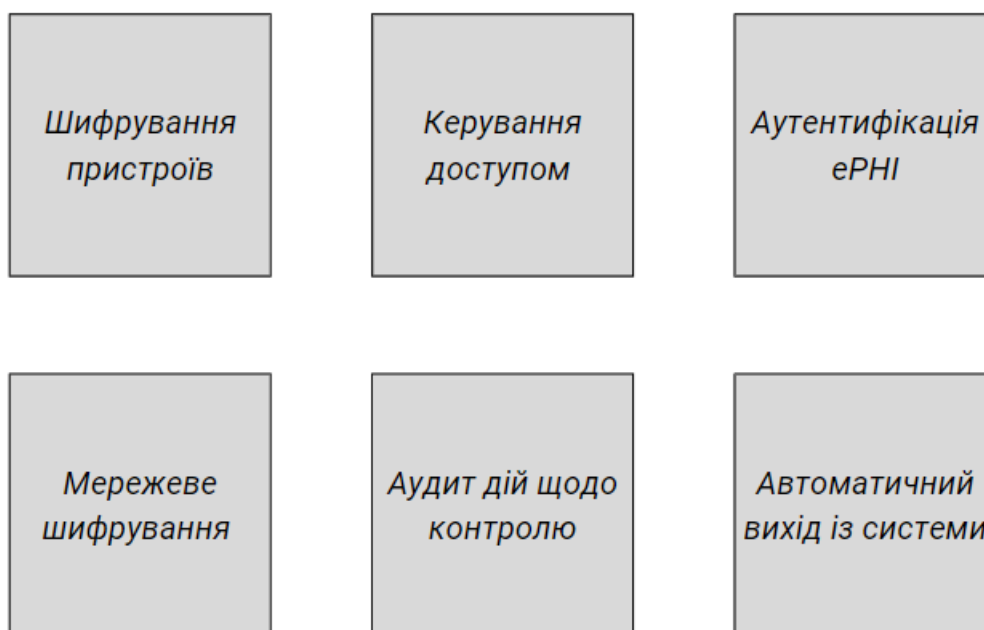 Шифрування
пристроїв
Керування
доступом
Аутентифікація
ePHI
Мережеве
шифрування
Аудит дій щодо
контролю
Автоматичний
вихід із системи